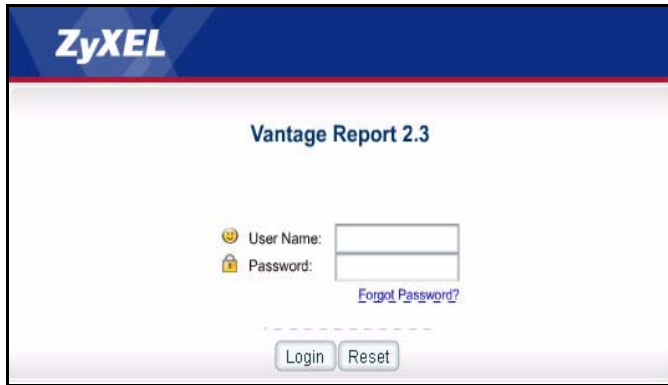 ZyXEL
Vantage Report 2.3
User Name:
Password:
Forgot Password?
Login Reset